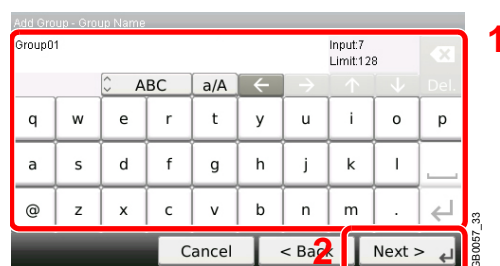 Add Group - Group Name
Group01
Input:7
Limit:128
1
ABC a/A ← → ↑ ↓ Del.
q w e r t y u i o p
a s d f g h j k l
@ z x c v b n m .
Cancel < Back 2 Next >
GB0057_33